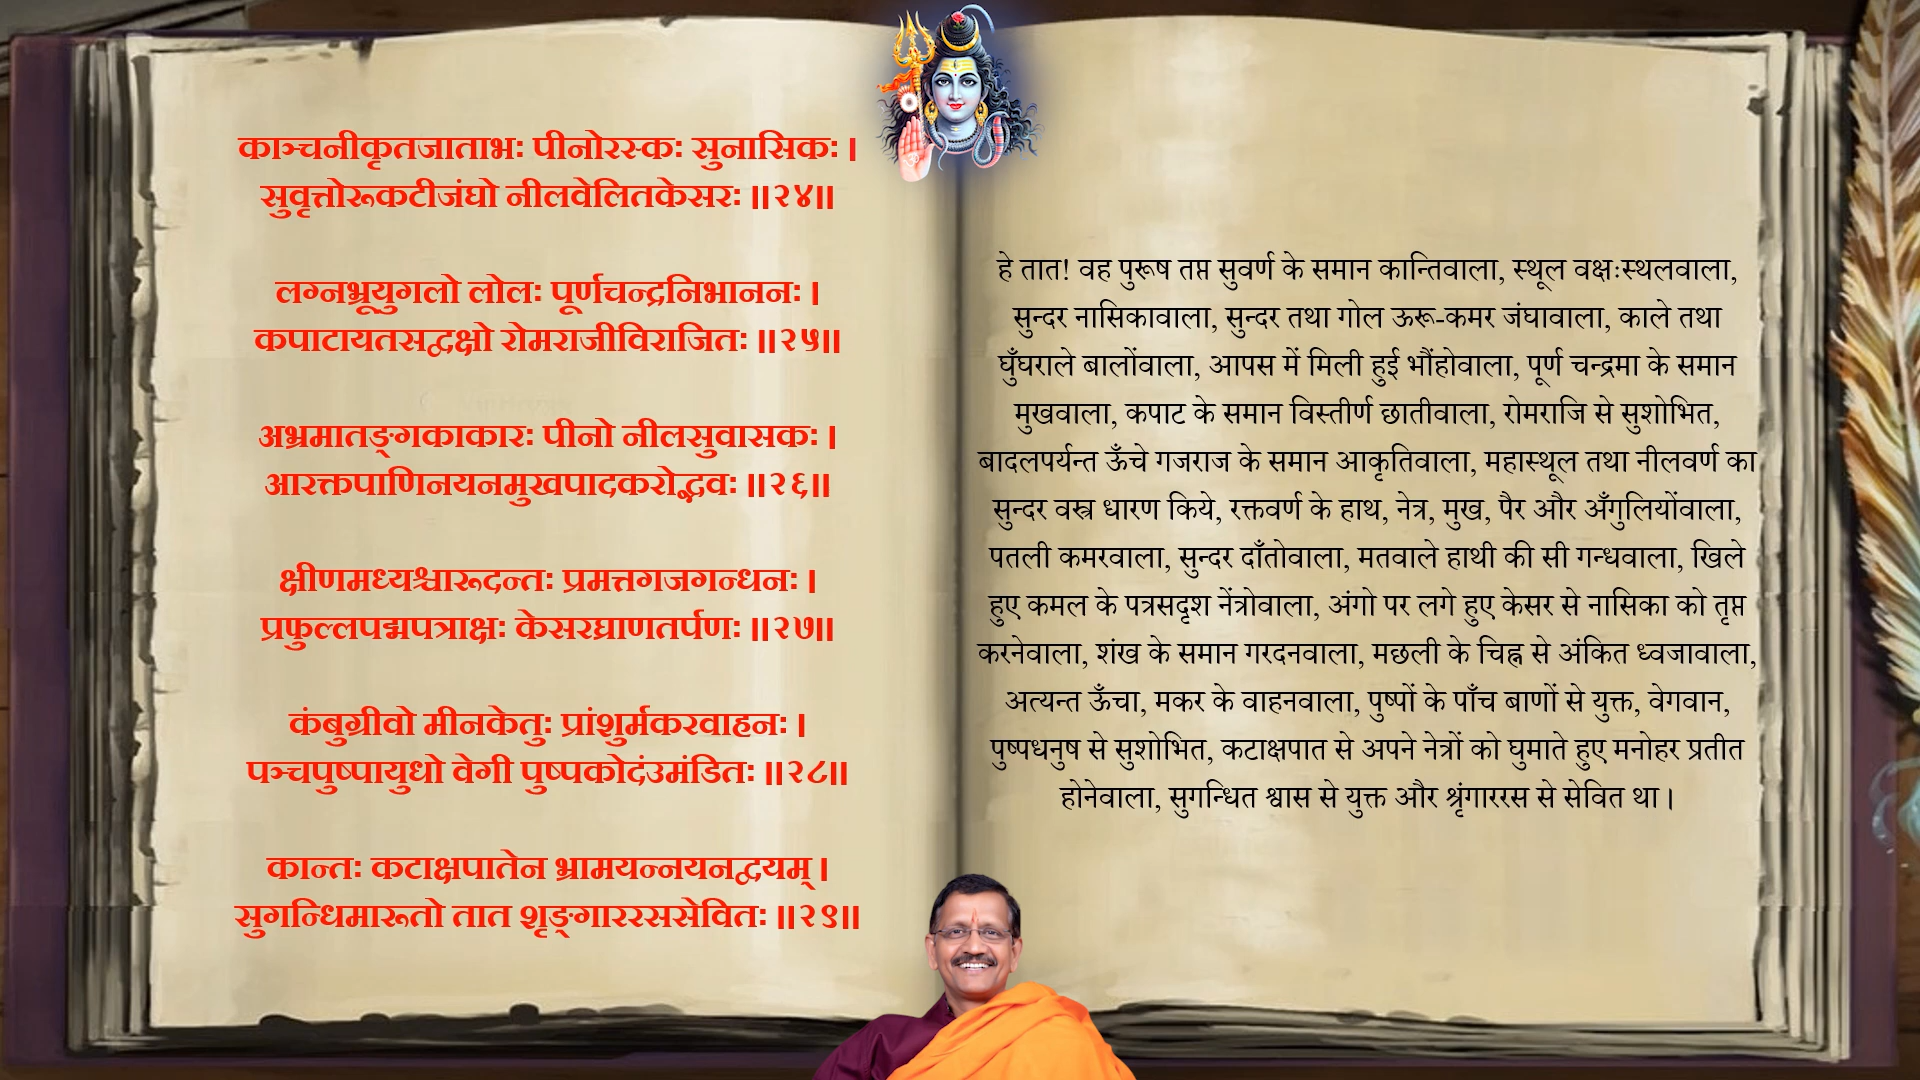 काञ्चनीकृतजाताभः पीनोरस्कः सुनासिकः ।
सुवृत्तोरूकटीजंघो नीलवेलितकेसरः ॥२४॥
लग्नभ्रूयुगलो लोलः पूर्णचन्द्रनिभाननः ।
कपाटायतसद्वक्षो रोमराजीविराजितः ॥२५॥
अभ्रमातङ्गकाकारः पीनो नीलसुवासकः ।
आरक्तपाणिनयनमुखपादकरोद्भवः ॥२६॥
क्षीणमध्यश्चारूदन्तः प्रमत्तगजगन्धनः ।
प्रफुल्लपद्मपत्राक्षः केसरघ्राणतर्पणः ॥२७॥
कंबुग्रीवो मीनकेतुः प्रांशुर्मकरवाहनः ।
पञ्चपुष्पायुधो वेगी पुष्पकोदंउमंडितः ॥२८॥
कान्तः कटाक्षपातेन भ्रामयन्नयनद्वयम् ।
सुगन्धिमारूतो तात शृङ्गाररससेवितः ॥२९॥
हे तात! वह पुरूष तप्त सुवर्ण के समान कान्तिवाला, स्थूल वक्षःस्थलवाला,
सुन्दर नासिकावाला, सुन्दर तथा गोल ऊरू-कमर जंघावाला, काले तथा
घुँघराले बालोंवाला, आपस में मिली हुई भौंहोवाला, पूर्ण चन्द्रमा के समान
मुखवाला, कपाट के समान विस्तीर्ण छातीवाला, रोमराजि से सुशोभित,
बादलपर्यन्त ऊँचे गजराज के समान आकृतिवाला, महास्थूल तथा नीलवर्ण का
सुन्दर वस्त्र धारण किये, रक्तवर्ण के हाथ, नेत्र, मुख, पैर और अँगुलियोंवाला,
पतली कमरवाला, सुन्दर दाँतोवाला, मतवाले हाथी की सी गन्धवाला, खिले
हुए कमल के पत्रसदृश नेंत्रोवाला, अंगो पर लगे हुए केसर से नासिका को तृप्त
करनेवाला, शंख के समान गरदनवाला, मछली के चिह्न से अंकित ध्वजावाला,
अत्यन्त ऊँचा, मकर के वाहनवाला, पुष्पों के पाँच बाणों से युक्त, वेगवान,
पुष्पधनुष से सुशोभित, कटाक्षपात से अपने नेत्रों को घुमाते हुए मनोहर प्रतीत
होनेवाला, सुगन्धित श्वास से युक्त और श्रृंगाररस से सेवित था ।